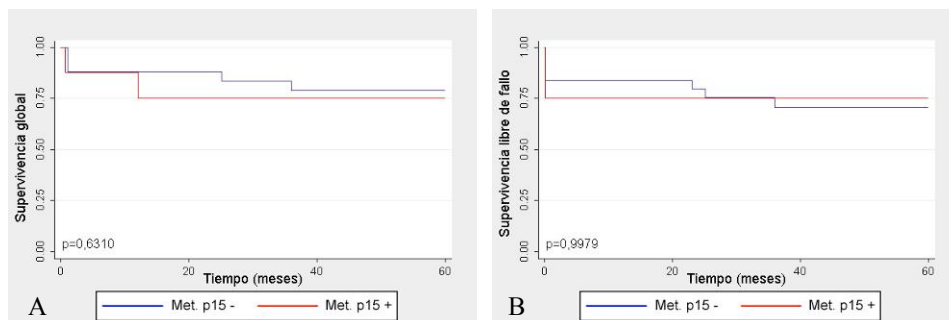 Supervivencia global
1.00
0.75
0.50
0.25
0.00
p=0,6310
0
20
40
60
Tiempo (meses)
A
Met. p15 -
Met. p15 +
Supervivencia libre de fallo
1.00
0.75
0.50
0.25
0.00
p=0,9979
0
20
40
60
Tiempo (meses)
B
Met. p15 -
Met. p15 +